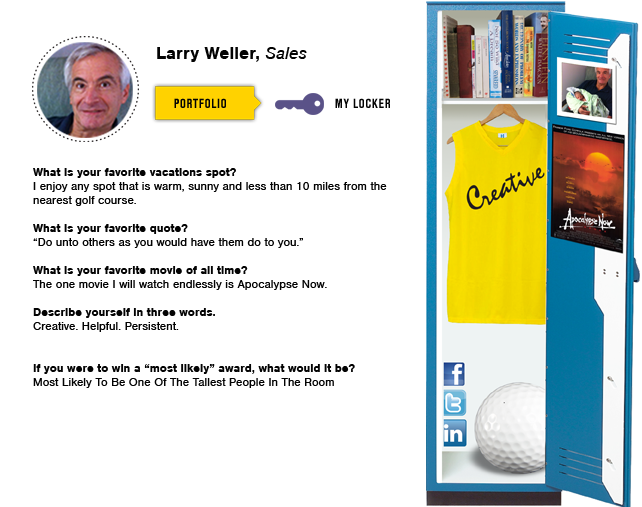 Larry Weller, Sales
PORTFOLIO
MY LOCKER
What is your favorite vacations spot?
I enjoy any spot that is warm, sunny and less than 10 miles from the
nearest golf course.
What is your favorite quote?
“Do unto others as you would have them do to you.”
What is your favorite movie of all time?
The one movie I will watch endlessly is Apocalypse Now.
Describe yourself in three words.
Creative. Helpful. Persistent.
If you were to win a “most likely” award, what would it be?
Most Likely To Be One Of The Tallest People In The Room
Creative
Apocalypse Now
f
t
in